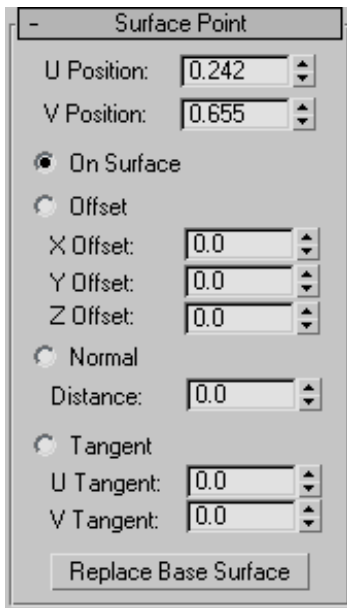 - Surface Point
U Position: 0.242
V Position: 0.655
On Surface
Offset
X Offset: 0.0
Y Offset: 0.0
Z Offset: 0.0
Normal
Distance: 0.0
Tangent
U Tangent: 0.0
V Tangent: 0.0
Replace Base Surface